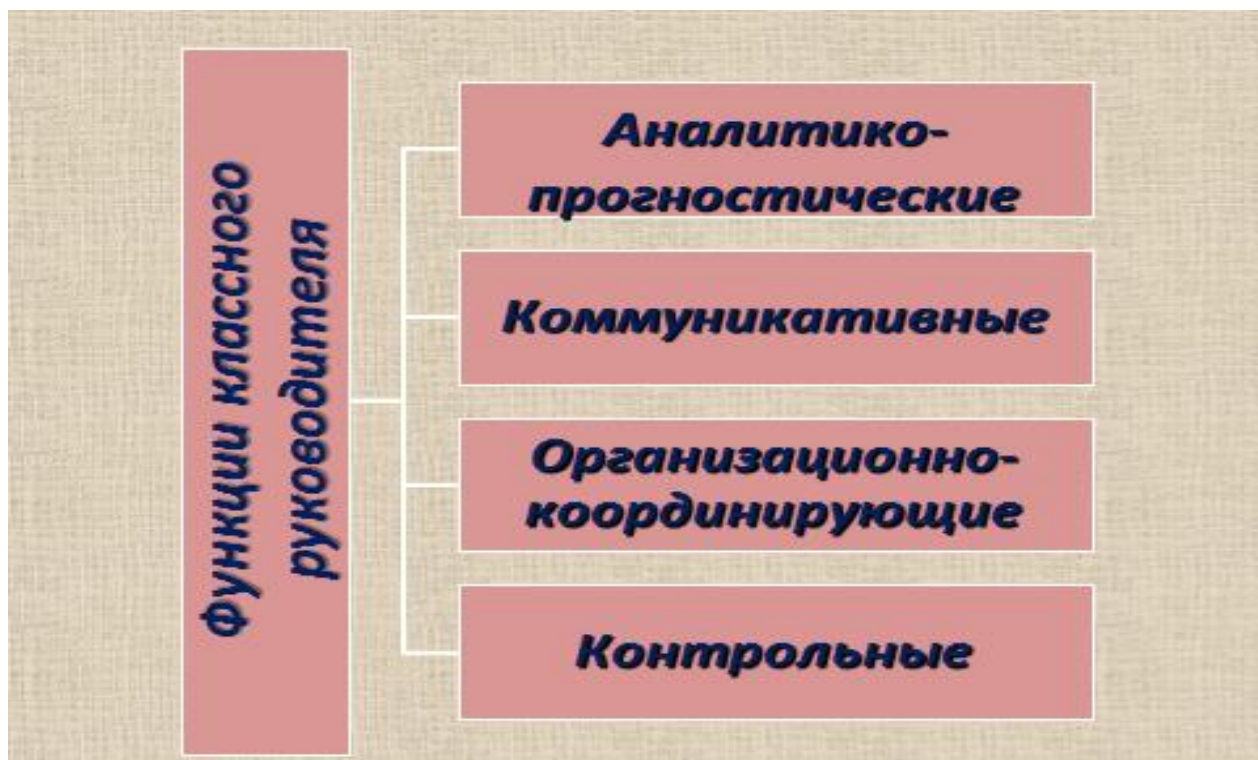 Функции классного
руководителя
Аналитико-
прогностические
Коммуникативные
Организационно-
координирующие
Контрольные